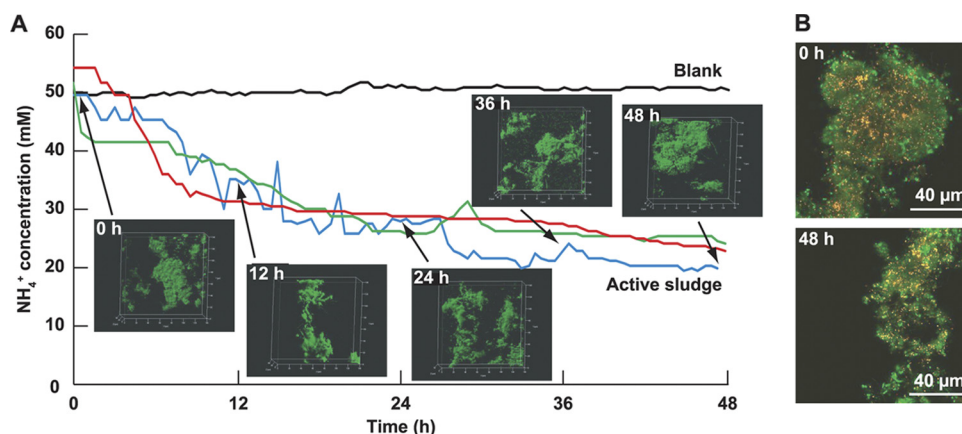 A
B
NH₄⁺ concentration (mM)
60
50
40
30
20
10
0
Blank
36 h
48 h
0 h
12 h
24 h
Active sludge
0
12
24
36
48
Time (h)
0 h
40 µm
48 h
40 µm